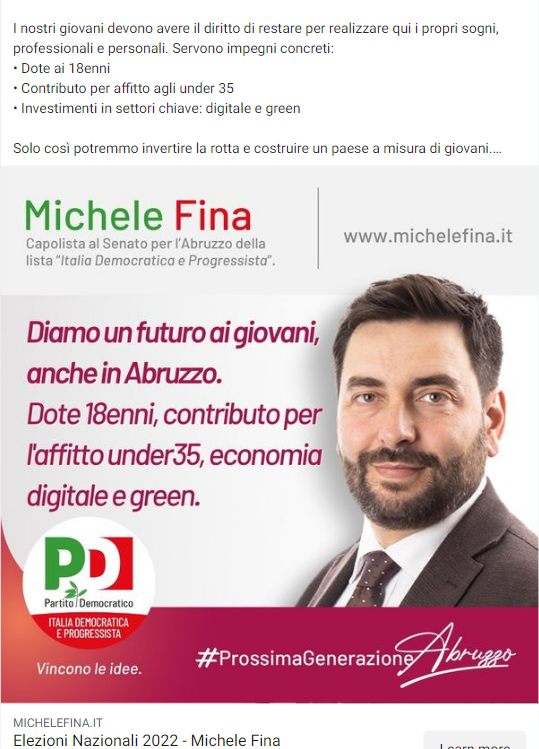 I nostri giovani devono avere il diritto di restare per realizzare qui i propri sogni,
professionali e personali. Servono impegni concreti:
• Dote ai 18enni
• Contributo per affitto agli under 35
• Investimenti in settori chiave: digitale e green
Solo così potremmo invertire la rotta e costruire un paese a misura di giovani....
Michele Fina
Capolista al Senato per l'Abruzzo della
lista "Italia Democratica e Progressista".
www.michelefina.it
Diamo un futuro ai giovani,
anche in Abruzzo.
Dote 18enni, contributo per
l'affitto under35, economia
digitale e green.
PD
Partito Democratico
ITALIA DEMOCRATICA
E PROGRESSISTA
Vincono le idee.
#ProssimaGenerazione Abruzzo
MICHELEFINA.IT
Elezioni Nazionali 2022 - Michele Fina
Learn more